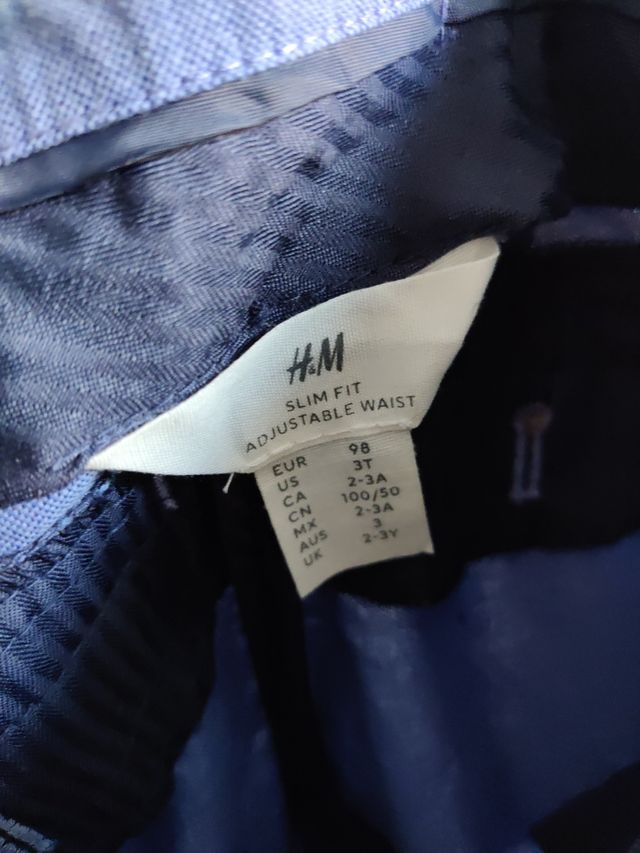 H&M
SLIM FIT
ADJUSTABLE WAIST
EUR 98
US 3T
CA 2-3A
CN 100/50
MX 2-3A
AUS 3
UK 2-3Y